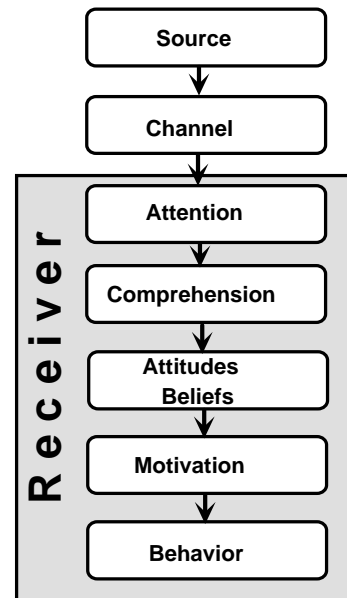 Source
Channel
Receiver
Attention
Comprehension
Attitudes
Beliefs
Motivation
Behavior